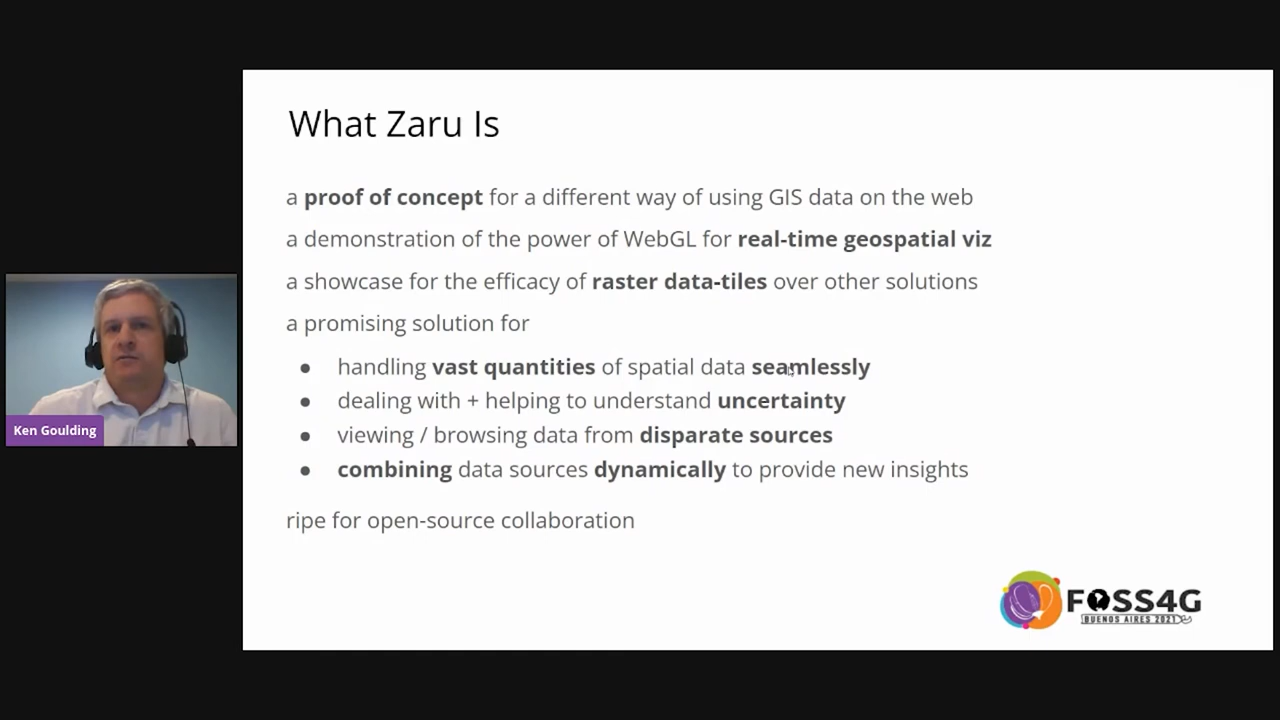 What Zaru Is
a proof of concept for a different way of using GIS data on the web
a demonstration of the power of WebGL for real-time geospatial viz
a showcase for the efficacy of raster data-tiles over other solutions
a promising solution for
● handling vast quantities of spatial data seamlessly
● dealing with + helping to understand uncertainty
● viewing / browsing data from disparate sources
● combining data sources dynamically to provide new insights
ripe for open-source collaboration
Ken Goulding
FOSS4G
BUENOS AIRES 2021